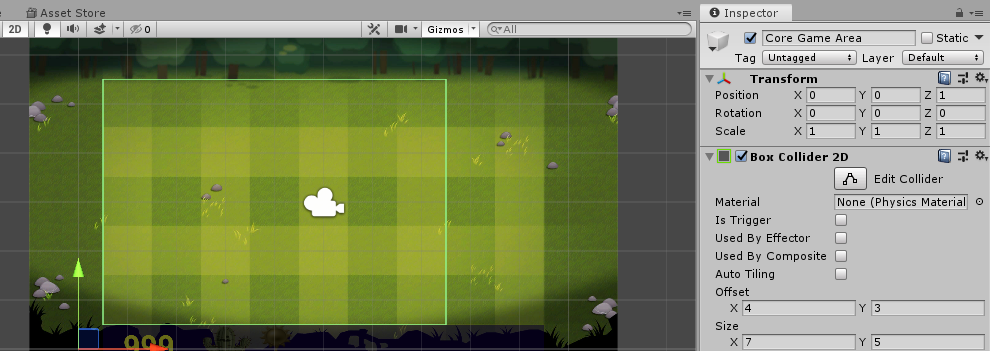 Asset Store
Inspector
2D
0
Gizmos
All
Core Game Area
Static
Tag
Untagged
Layer
Default
Transform
Position X 0 Y 0 Z 1
Rotation X 0 Y 0 Z 0
Scale X 1 Y 1 Z 1
Box Collider 2D
Edit Collider
Material None (Physics Material
Is Trigger
Used By Effector
Used By Composite
Auto Tiling
Offset
X 4 Y 3
Size
X 7 Y 5
999